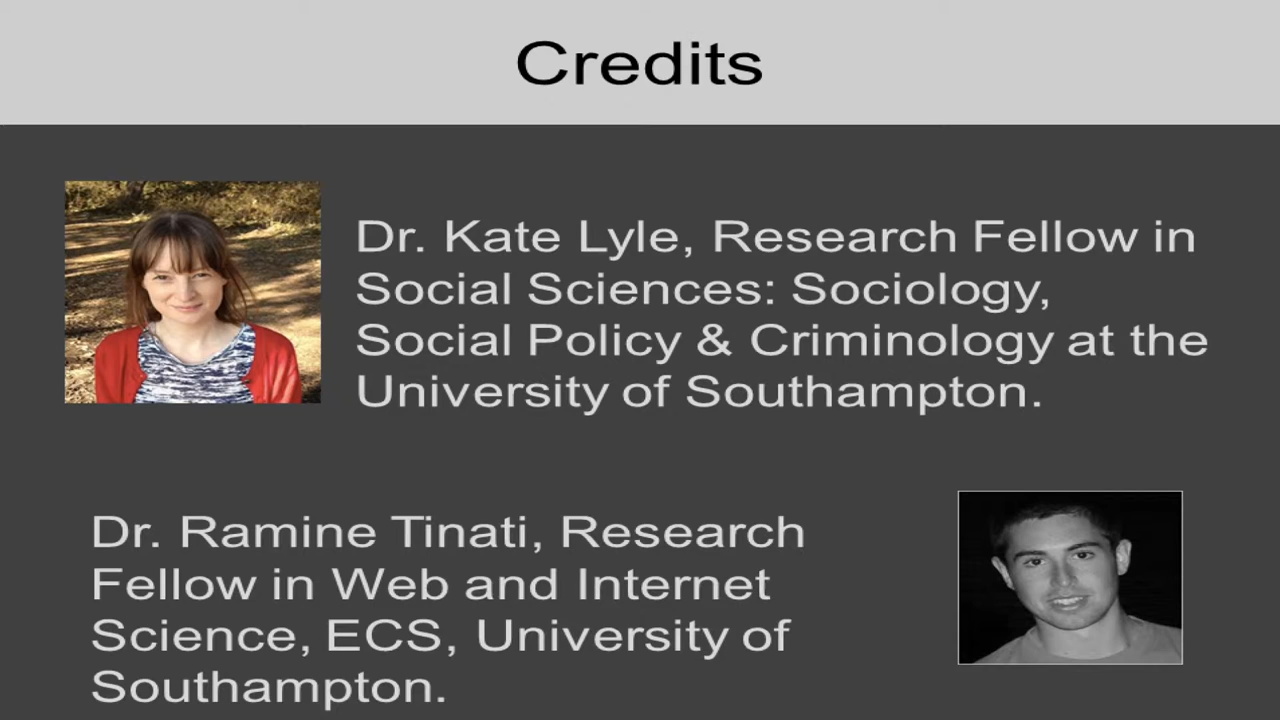 Credits
Dr. Kate Lyle, Research Fellow in
Social Sciences: Sociology,
Social Policy & Criminology at the
University of Southampton.
Dr. Ramine Tinati, Research
Fellow in Web and Internet
Science, ECS, University of
Southampton.